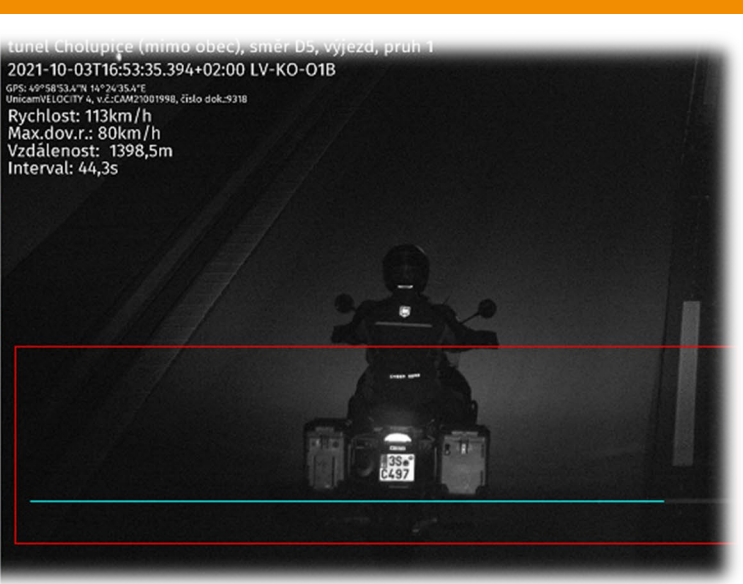 tunel Cholupice (mimo obec), směr D5, výjezd, pruh 1
2021-10-03T16:53:35.394+02:00 LV-KO-O1B
GPS: 49°58'53.4"N 14°24'35.4"E
UnicamVELOCITY 4, v.č.:CAM21001998, číslo dok.:9318
Rychlost: 113km/h
Max.dov.r.: 80km/h
Vzdálenost: 1398,5m
Interval: 44,3s
3S
C497